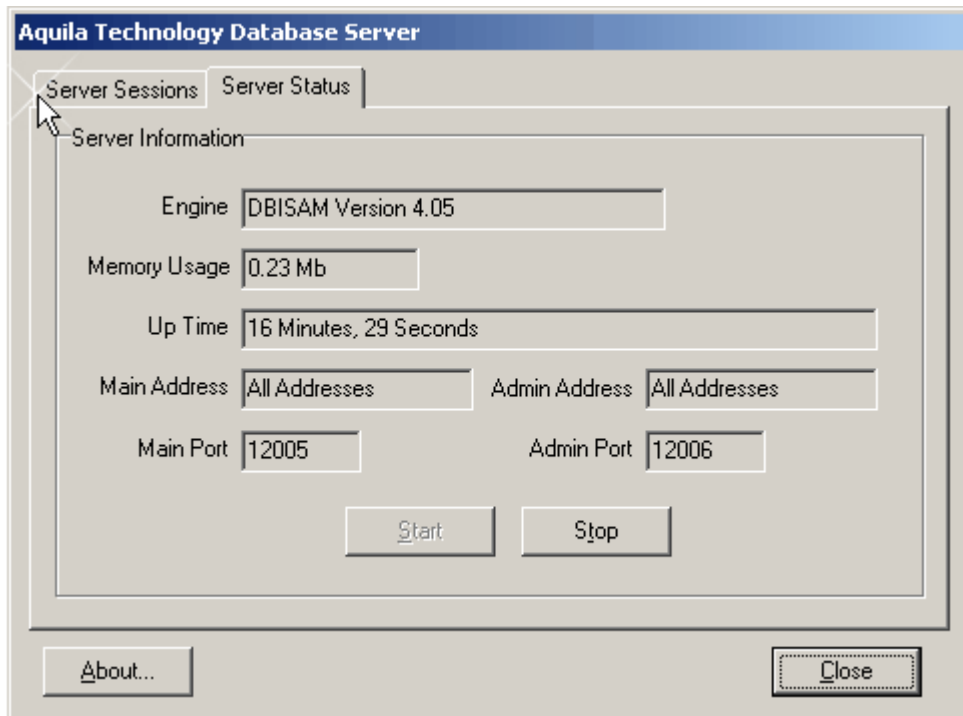 Aquila Technology Database Server
Server Sessions Server Status
Server Information
Engine DBISAM Version 4.05
Memory Usage 0.23 Mb
Up Time 16 Minutes, 29 Seconds
Main Address All Addresses Admin Address All Addresses
Main Port 12005 Admin Port 12006
Start Stop
About... Close